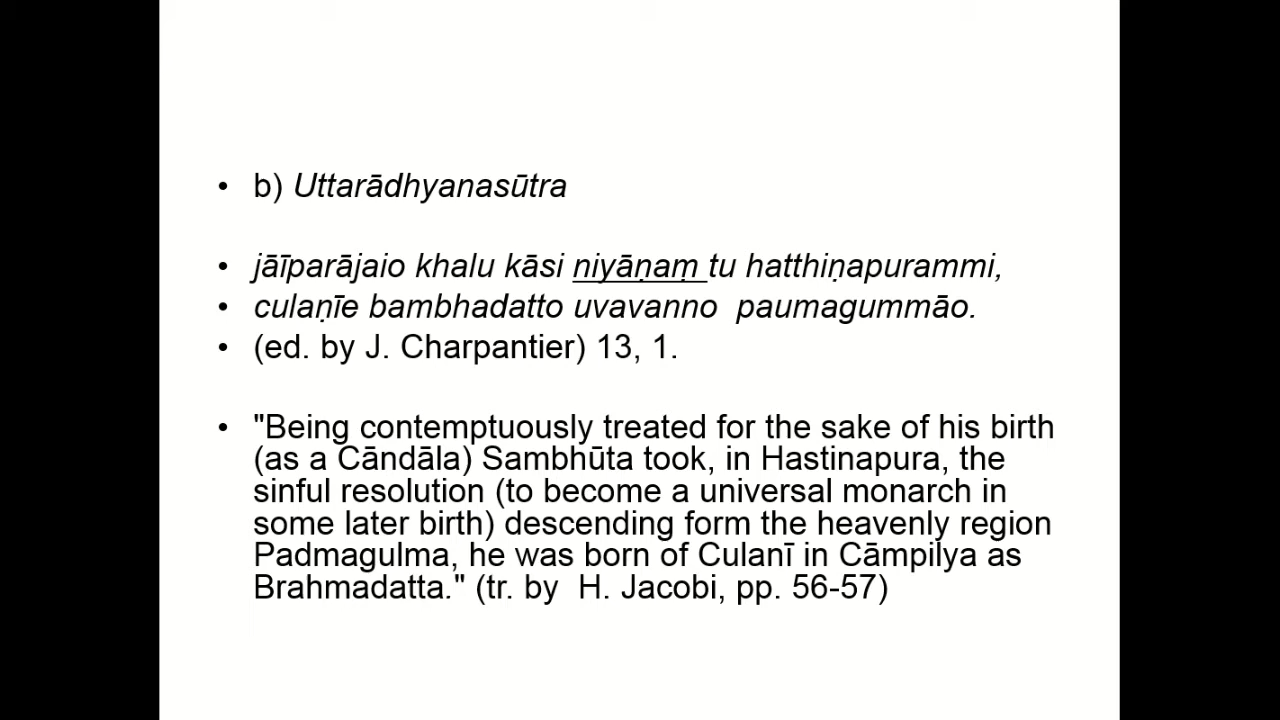 • b) Uttarādhyanasūtra
• jāīparājaio khalu kāsi niyāṇaṃ tu hatthiṇapurammi,
• culaṇīe bambhadatto uvavanno paumagummāo.
• (ed. by J. Charpantier) 13, 1.
• "Being contemptuously treated for the sake of his birth
(as a Cāndāla) Sambhūta took, in Hastinapura, the
sinful resolution (to become a universal monarch in
some later birth) descending form the heavenly region
Padmagulma, he was born of Culanī in Cāmpilya as
Brahmadatta." (tr. by H. Jacobi, pp. 56-57)